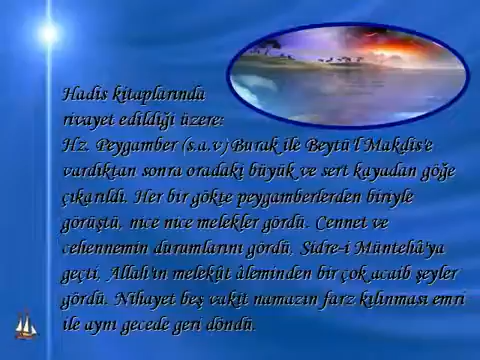 Hadis kitaplarında
rivayet edildiği üzere:
Hz. Peygamber (s.a.v) Burak ile Beytü'l Makdis'e
vardıktan sonra oradaki büyük ve sert kayadan göğe
çıkarıldı. Her bir gökte peygamberlerden biriyle
görüştü, nice nice melekler gördü. Cennet ve
cehennemin durumlarını gördü, Sidre-i Müntehâ'ya
geçti, Allah'ın melekût âleminden bir çok acaib şeyler
gördü. Nihayet beş vakit namazın farz kılınması emri
ile aynı gecede geri döndü.